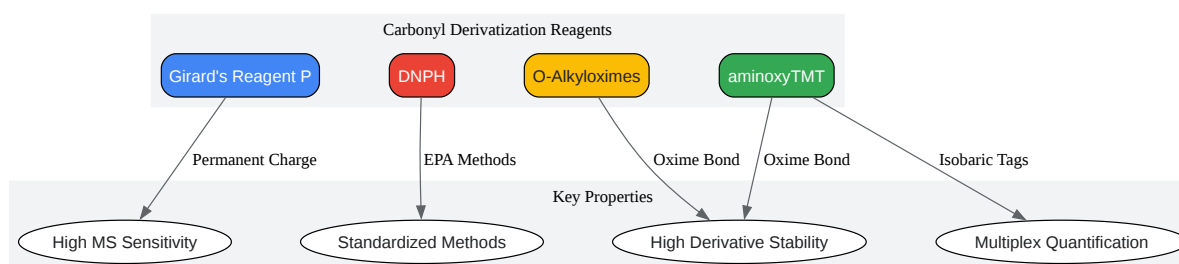 Carbonyl Derivatization Reagents
Girard's Reagent P
DNPH
O-Alkyloximes
aminoxyTMT
Permanent Charge
EPA Methods
Oxime Bond
Oxime Bond
Isobaric Tags
Key Properties
High MS Sensitivity
Standardized Methods
High Derivative Stability
Multiplex Quantification